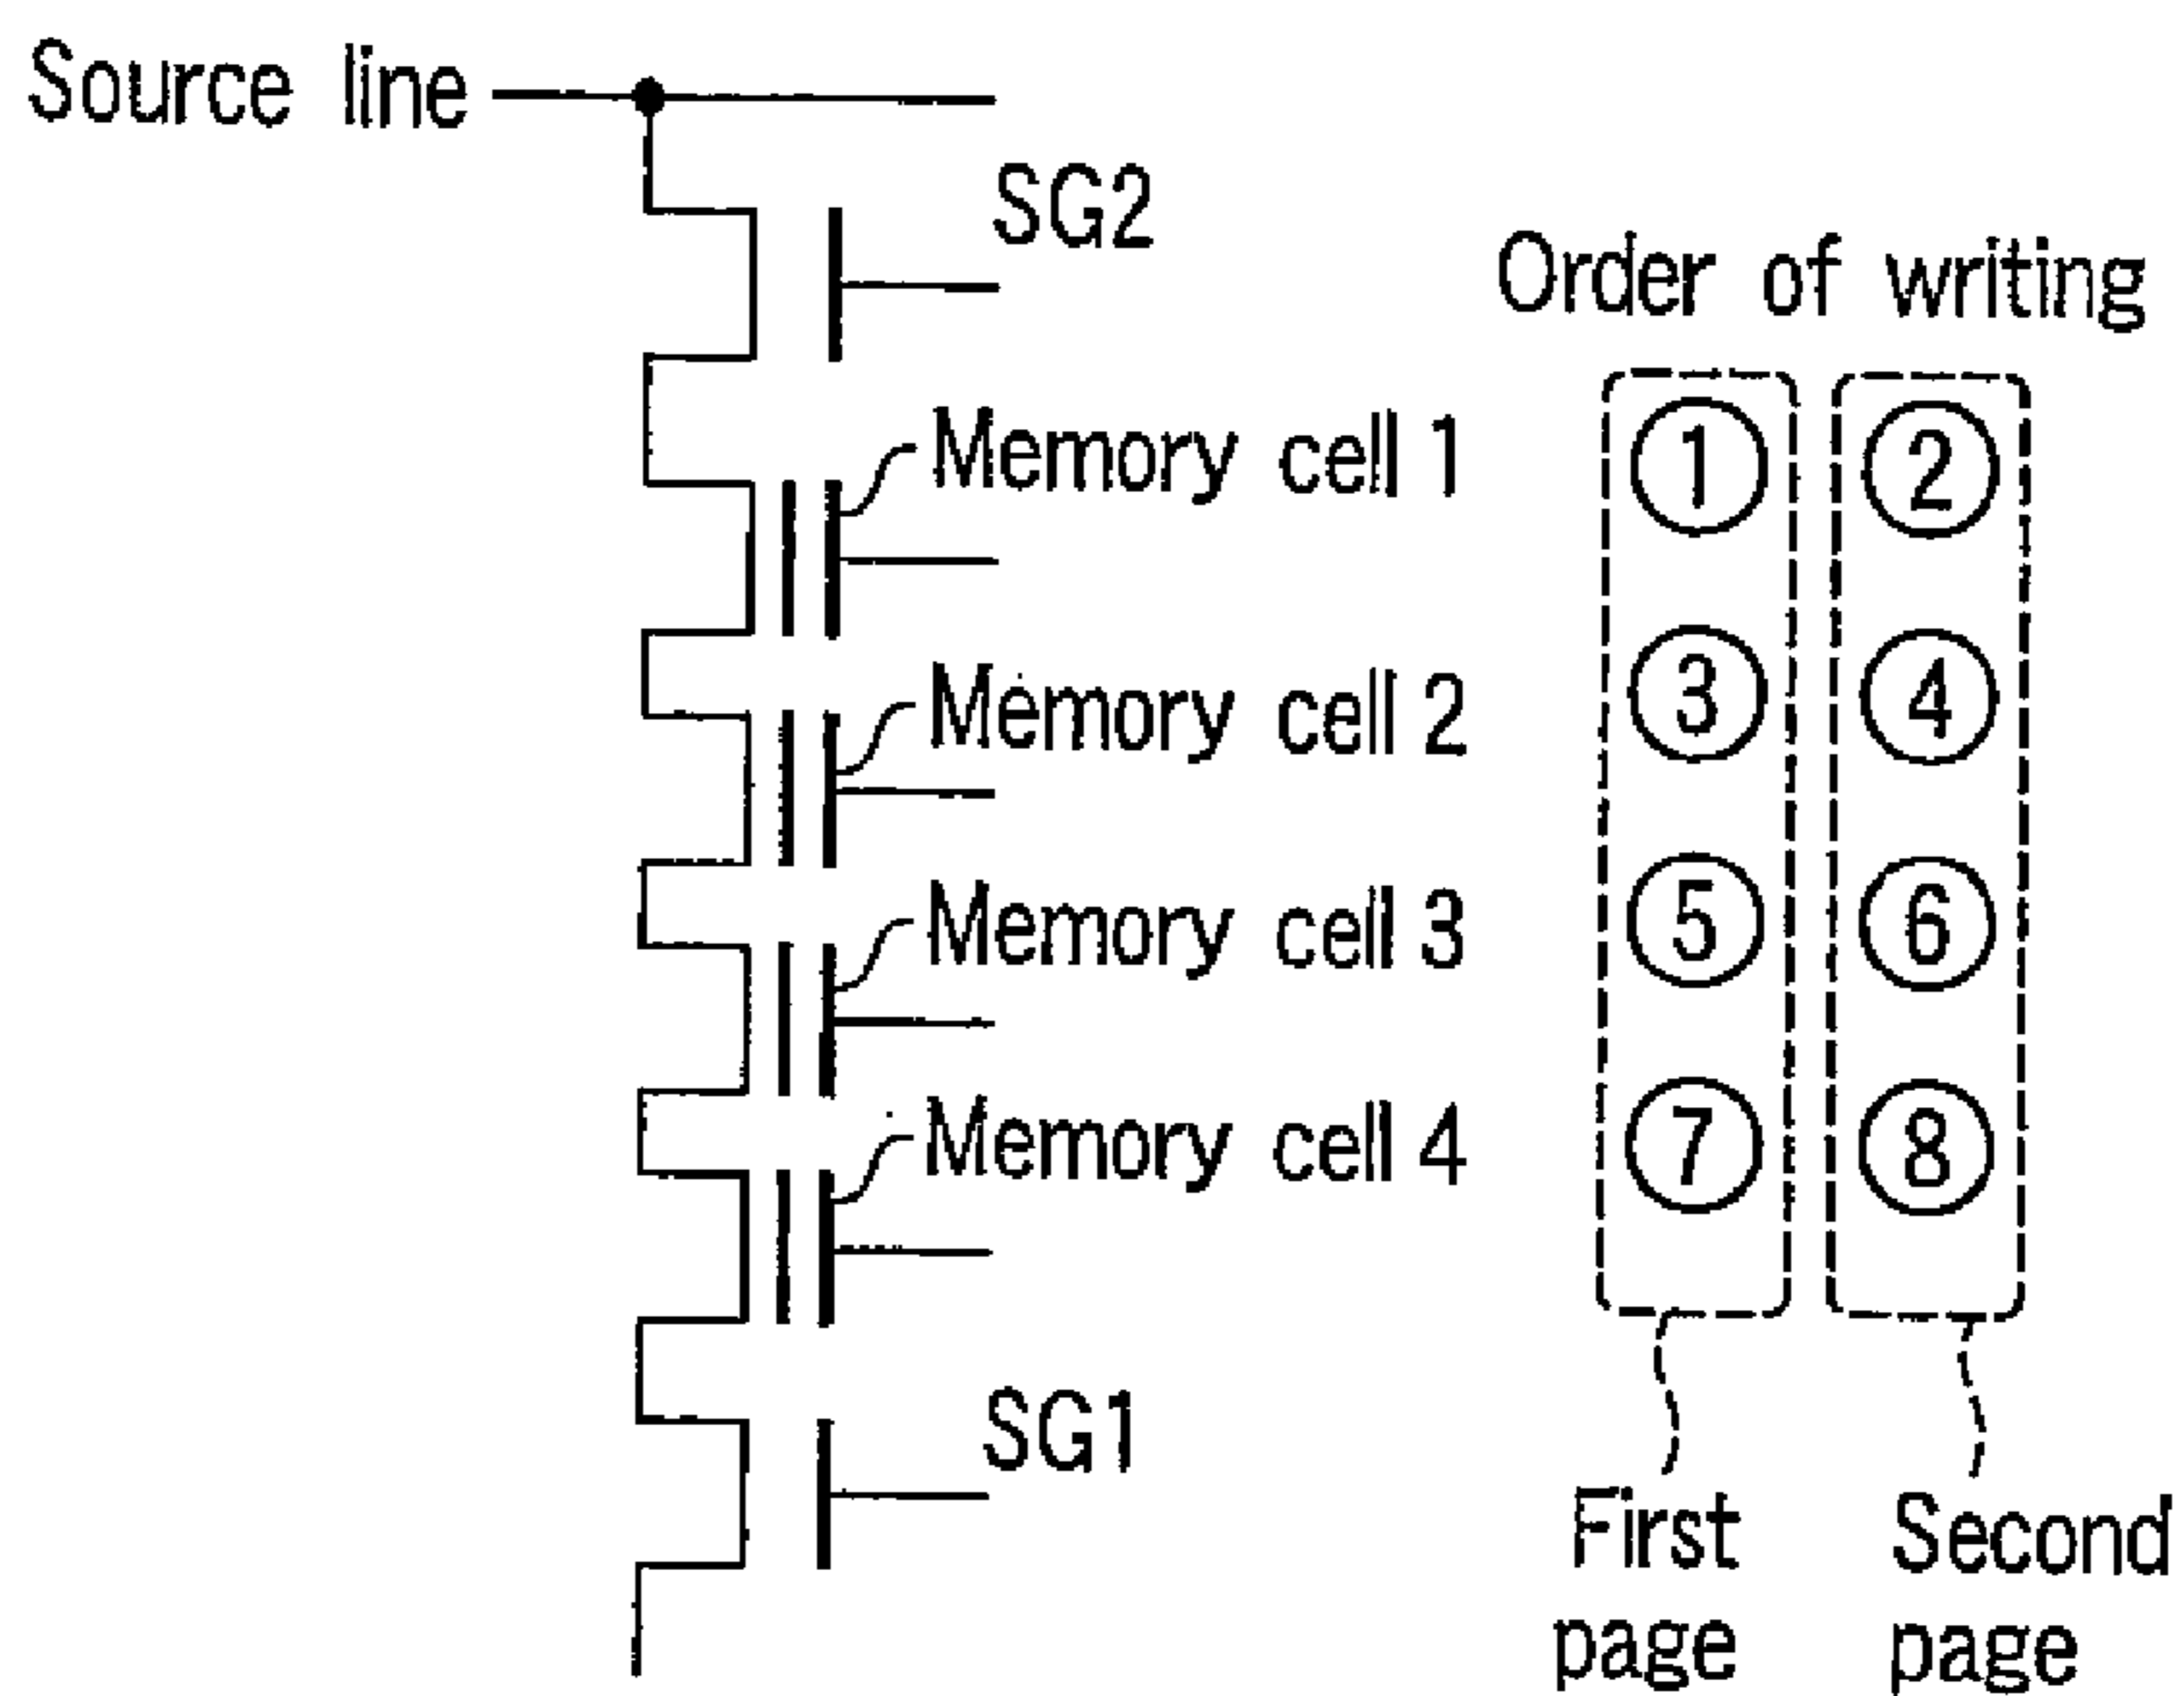 Source line
SG2
Order of writing
Memory cell 1
① ②
Memory cell 2
③ ④
Memory cell 3
⑤ ⑥
Memory cell 4
⑦ ⑧
SG1
First page
Second page